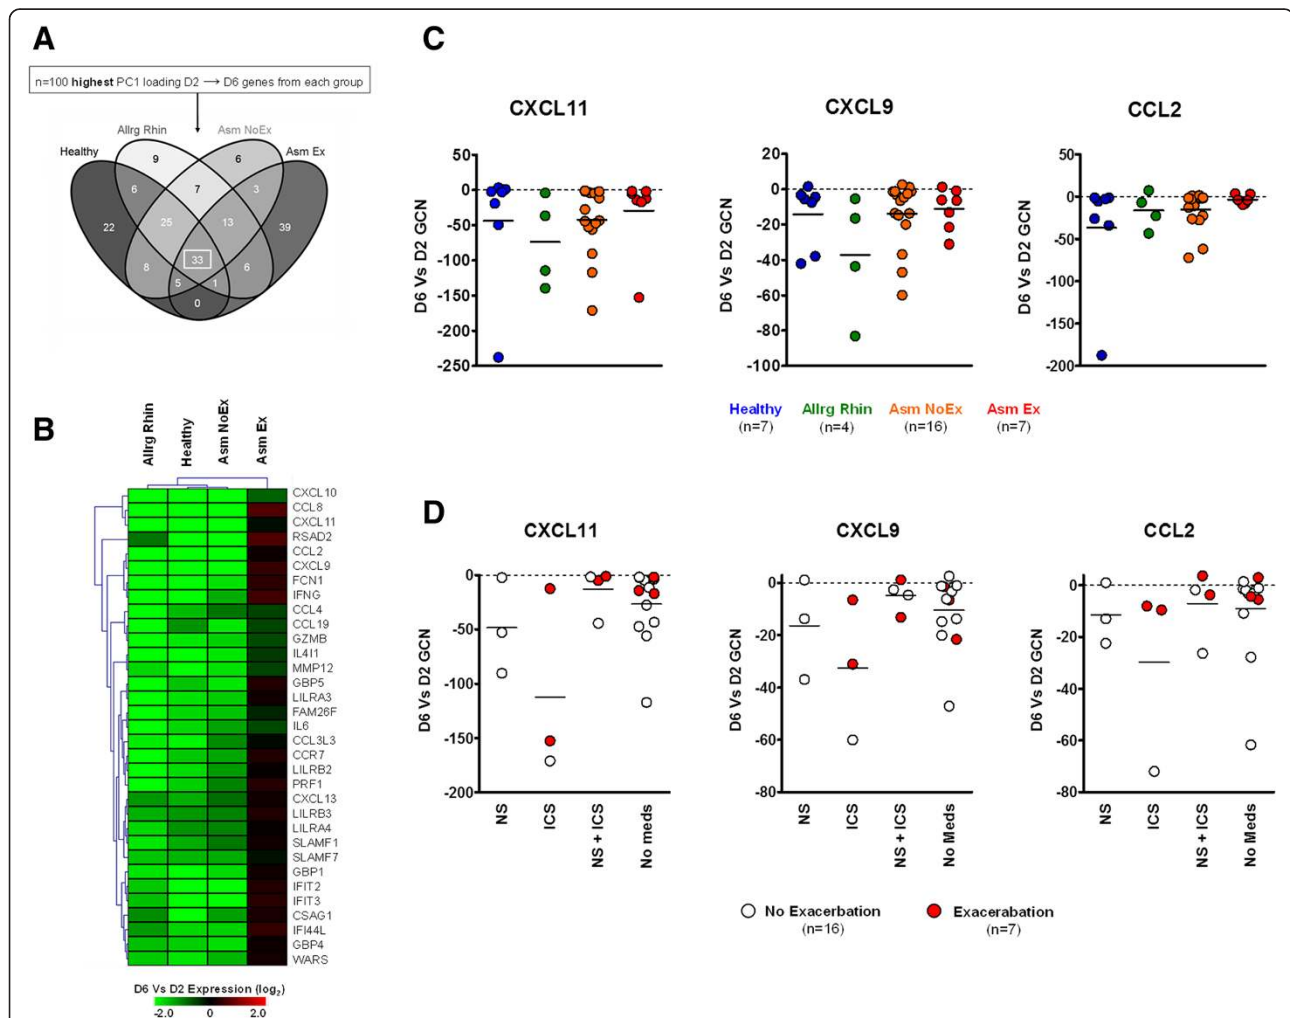 A
n=100 highest PC1 loading D2 → D6 genes from each group
Allrg Rhin
Asm NoEx
Healthy
Asm Ex
9
6
6
7
3
22
25
13
39
33
8
6
5
1
0
B
Allrg Rhin
Healthy
Asm NoEx
Asm Ex
CXCL10
CCL8
CXCL11
RSAD2
CCL2
CXCL9
FCN1
IFNG
CCL4
CCL19
GZMB
IL4I1
MMP12
GBP5
LILRA3
FAM26F
IL6
CCL3L3
CCR7
LILRB2
PRF1
CXCL13
LILRB3
LILRA4
SLAMF1
SLAMF7
GBP1
IFIT2
IFIT3
CSAG1
IFI44L
GBP4
WARS
D6 Vs D2 Expression (log2)
-2.0 0 2.0
C
CXCL11
D6 Vs D2 GCN
50
0
-50
-100
-150
-200
-250
CXCL9
D6 Vs D2 GCN
20
0
-20
-40
-60
-80
-100
CCL2
D6 Vs D2 GCN
50
0
-50
-100
-150
-200
Healthy Allrg Rhin Asm NoEx Asm Ex
(n=7) (n=4) (n=16) (n=7)
D
CXCL11
D6 Vs D2 GCN
0
-50
-100
-150
-200
NS
ICS
NS + ICS
No meds
CXCL9
D6 Vs D2 GCN
0
-20
-40
-60
-80
NS
ICS
NS + ICS
No Meds
CCL2
D6 Vs D2 GCN
0
-20
-40
-60
-80
NS
ICS
NS + ICS
No Meds
No Exacerbation Exacerabation
(n=16) (n=7)